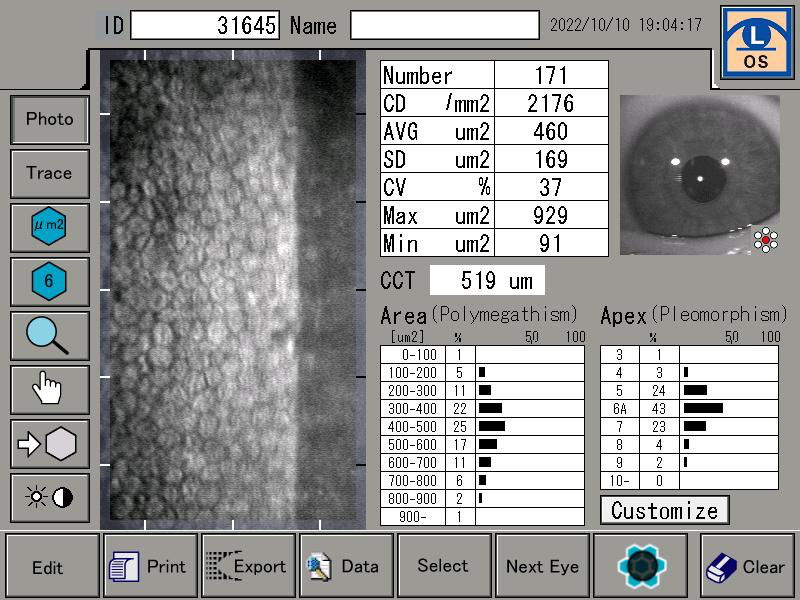 ID 31645 Name 2022/10/10 19:04:17
L
OS
Photo
Trace
μm2
6
Number 171
CD /mm2 2176
AVG um2 460
SD um2 169
CV % 37
Max um2 929
Min um2 91
CCT 519 um
Area(Polymegathism)
[um2] % 50 100
0-100 1
100-200 5
200-300 11
300-400 22
400-500 25
500-600 17
600-700 11
700-800 6
800-900 2
900- 1
Apex(Pleomorphism)
% 50 100
3 1
4 3
5 24
6A 43
7 23
8 4
9 2
10- 0
Customize
Edit Print Export Data Select Next Eye Clear